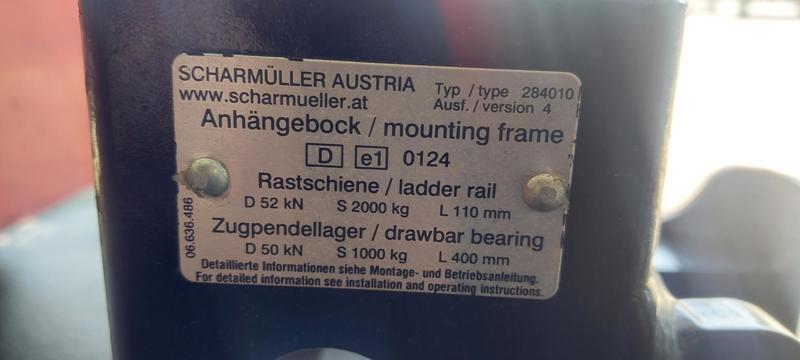 SCHARMÜLLER AUSTRIA
www.scharmueller.at
Typ / type 284010
Ausf. / version 4
Anhängebock / mounting frame
D e1 0124
Rastschiene / ladder rail
D 52 kN S 2000 kg L 110 mm
Zugpendellager / drawbar bearing
D 50 kN S 1000 kg L 400 mm
Detaillierte Informationen siehe Montage- und Betriebsanleitung.
For detailed information see installation and operating instructions.
06.636.486